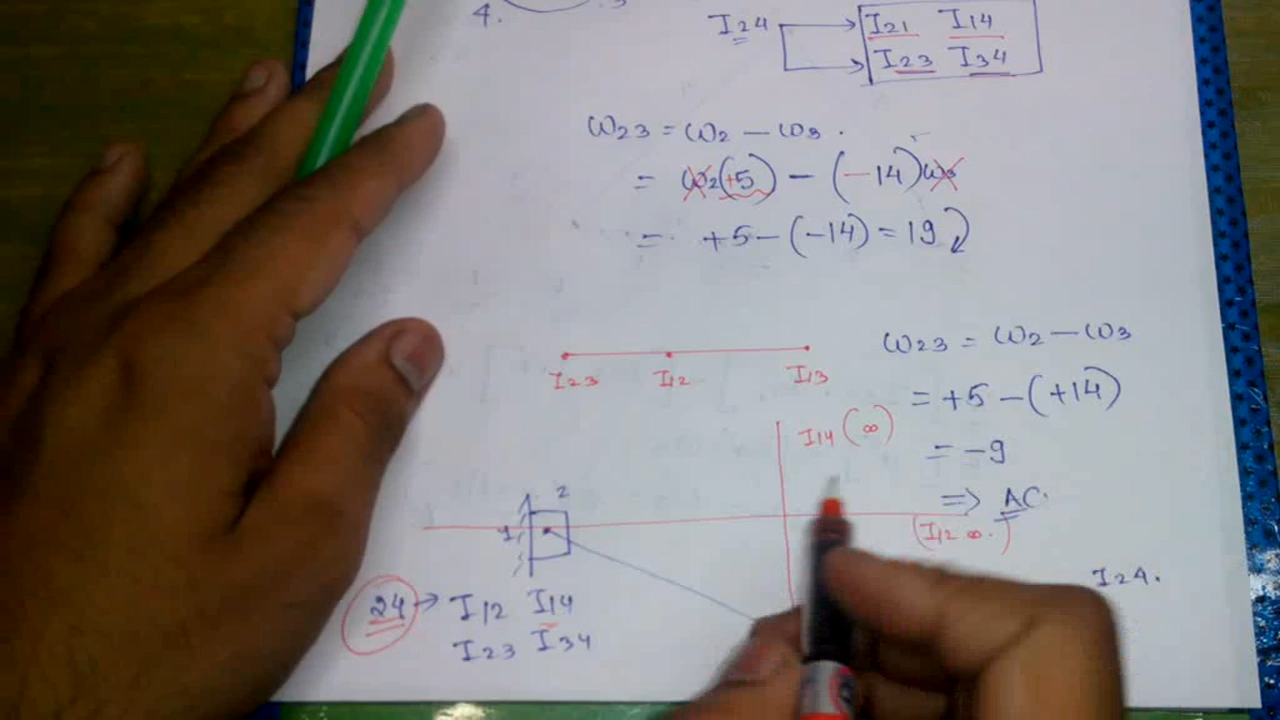 4.
I24
I21 I14
I23 I34
ω23 = ω2 — ω3.
= ω2(+5) — (—14)ω3
= +5—(—14) = 19
I23 I12 I13
ω23 = ω2 — ω3
= +5 —(+14)
= —9
=> AC.
I14 (∞)
(I12 ∞.)
I24.
2
1
24 → I12 I14
I23 I34